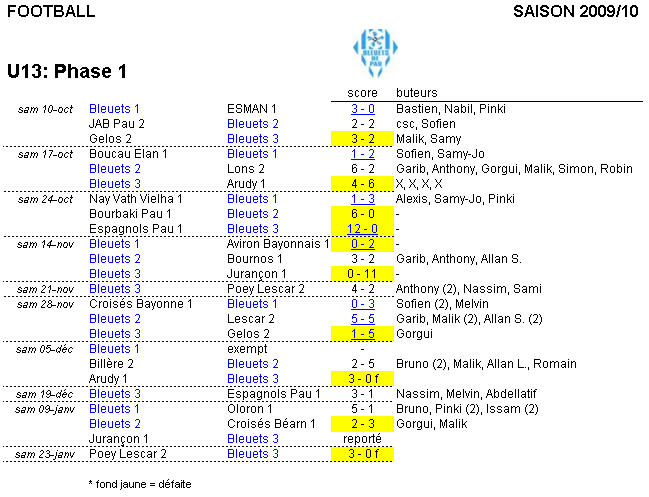 FOOTBALL SAISON 2009/10
BLEUETS
DE PAU
U13: Phase 1
score buteurs
sam 10-oct Bleuets 1 ESMAN 1 3 - 0 Bastien, Nabil, Pinki
JAB Pau 2 Bleuets 2 2 - 2 csc, Sofien
Gelos 2 Bleuets 3 3 - 2 Malik, Samy
sam 17-oct Boucau Elan 1 Bleuets 1 1 - 2 Sofien, Samy-Jo
Bleuets 2 Lons 2 6 - 2 Garib, Anthony, Gorgui, Malik, Simon, Robin
Bleuets 3 Arudy 1 4 - 6 X, X, X, X
sam 24-oct Nay Vath Vielha 1 Bleuets 1 1 - 3 Alexis, Samy-Jo, Pinki
Bourbaki Pau 1 Bleuets 2 6 - 0 -
Espagnols Pau 1 Bleuets 3 12 - 0 -
sam 14-nov Bleuets 1 Aviron Bayonnais 1 0 - 2 -
Bleuets 2 Bournos 1 3 - 2 Garib, Anthony, Allan S.
Bleuets 3 Jurançon 1 0 - 11 -
sam 21-nov Bleuets 3 Poey Lescar 2 4 - 2 Anthony (2), Nassim, Sami
sam 28-nov Croisés Bayonne 1 Bleuets 1 0 - 3 Sofien (2), Melvin
Bleuets 2 Lescar 2 5 - 5 Garib, Malik (2), Allan S. (2)
Bleuets 3 Gelos 2 1 - 5 Gorgui
sam 05-déc Bleuets 1 exempt -
Billère 2 Bleuets 2 2 - 5 Bruno (2), Malik, Allan L., Romain
Arudy 1 Bleuets 3 3 - 0 f
sam 19-déc Bleuets 3 Espagnols Pau 1 3 - 1 Nassim, Melvin, Abdellatif
sam 09-janv Bleuets 1 Oloron 1 5 - 1 Bruno, Pinki (2), Issam (2)
Bleuets 2 Croisés Béarn 1 2 - 3 Gorgui, Malik
Jurançon 1 Bleuets 3 reporté
sam 23-janv Poey Lescar 2 Bleuets 3 3 - 0 f
* fond jaune = défaite